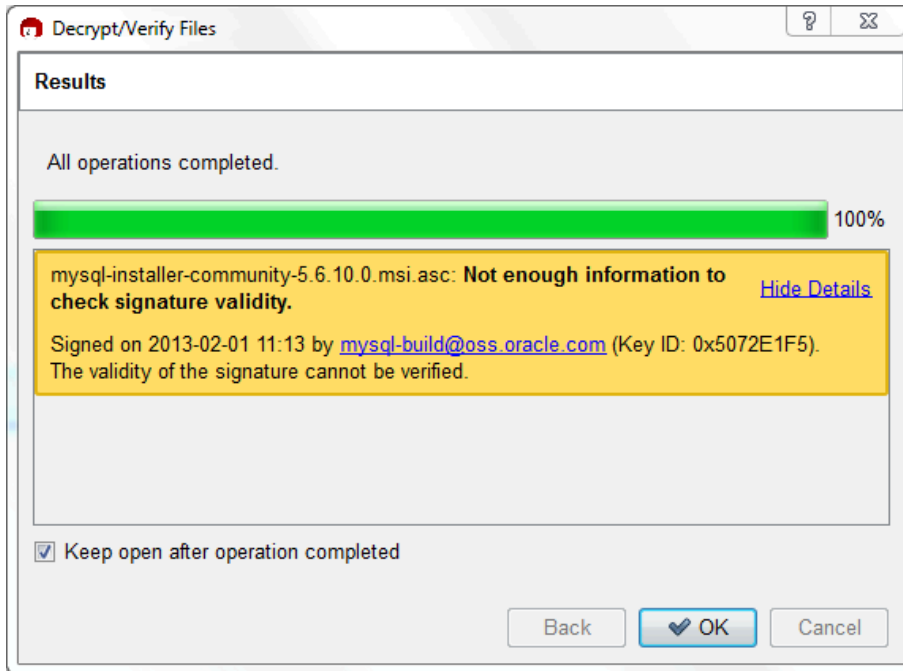 Decrypt/Verify Files
Results
All operations completed.
100%
mysql-installer-community-5.6.10.0.msi.asc: Not enough information to
check signature validity.
Hide Details
Signed on 2013-02-01 11:13 by mysql-build@oss.oracle.com (Key ID: 0x5072E1F5).
The validity of the signature cannot be verified.
Keep open after operation completed
Back
OK
Cancel